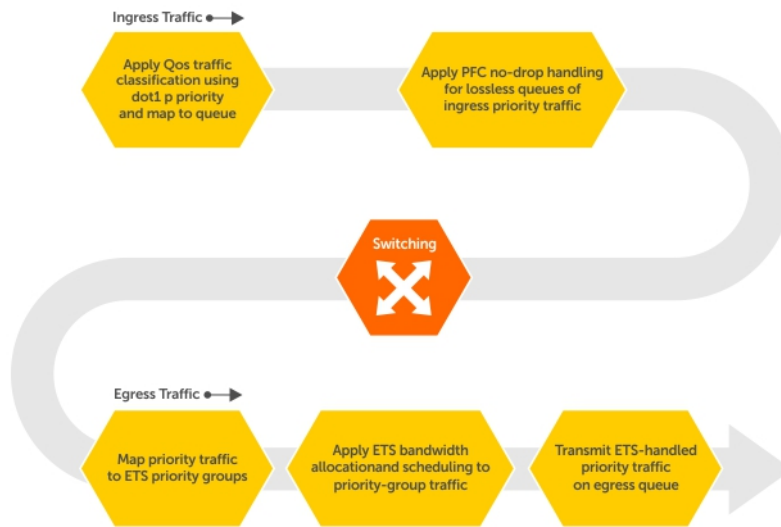 Ingress Traffic
Apply Qos traffic
classification using
dot1 p priority
and map to queue
Apply PFC no-drop handling
for lossless queues of
ingress priority traffic
Switching
Egress Traffic
Map priority traffic
to ETS priority groups
Apply ETS bandwidth
allocationand scheduling to
priority-group traffic
Transmit ETS-handled
priority traffic
on egress queue